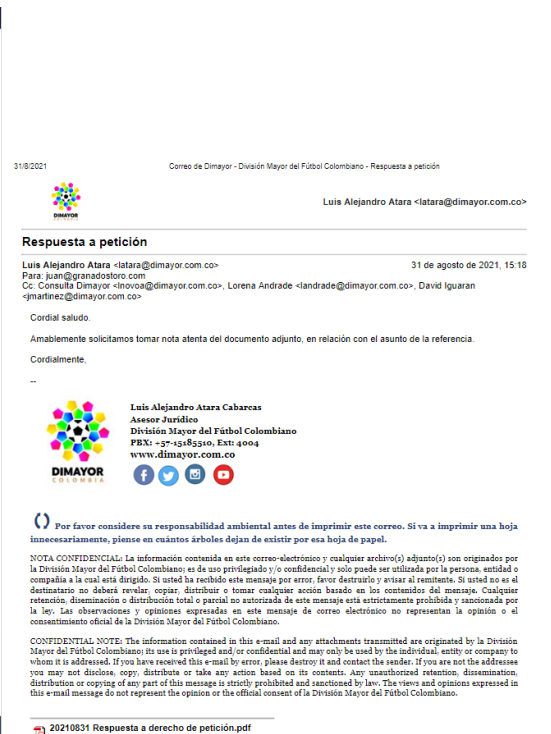 31/8/2021
Correo de Dimayor - División Mayor del Fútbol Colombiano - Respuesta a petición
DIMAYOR
COLOMBIA
Luis Alejandro Atara <latara@dimayor.com.co>
Respuesta a petición
Luis Alejandro Atara <latara@dimayor.com.co>
31 de agosto de 2021, 15:18
Para: juan@granadostoro.com
Cc: Consulta Dimayor <lnovoa@dimayor.com.co>, Lorena Andrade <landrade@dimayor.com.co>, David Iguaran
<jmartinez@dimayor.com.co>
Cordial saludo.
Amablemente solicitamos tomar nota atenta del documento adjunto, en relación con el asunto de la referencia.
Cordialmente,
--
DIMAYOR
COLOMBIA
Luis Alejandro Atara Cabarcas
Asesor Jurídico
División Mayor del Fútbol Colombiano
PBX: +57-15185510, Ext: 4004
www.dimayor.com.co
Por favor considere su responsabilidad ambiental antes de imprimir este correo. Si va a imprimir una hoja
innecesariamente, piense en cuántos árboles dejan de existir por esa hoja de papel.
NOTA CONFIDENCIAL: La información contenida en este correo-electrónico y cualquier archivo(s) adjunto(s) son originados por
la División Mayor del Fútbol Colombiano; es de uso privilegiado y/o confidencial y solo puede ser utilizada por la persona, entidad o
compañía a la cual está dirigido. Si usted ha recibido este mensaje por error, favor destruirlo y avisar al remitente. Si usted no es el
destinatario no deberá revelar, copiar, distribuir o tomar cualquier acción basado en los contenidos del mensaje. Cualquier
retención, diseminación o distribución total o parcial no autorizada de este mensaje está estrictamente prohibida y sancionada por
la ley. Las observaciones y opiniones expresadas en este mensaje de correo electrónico no representan la opinión o el
consentimiento oficial de la División Mayor del Fútbol Colombiano.
CONFIDENTIAL NOTE: The information contained in this e-mail and any attachments transmitted are originated by la División
Mayor del Fútbol Colombiano; its use is privileged and/or confidential and may only be used by the individual, entity or company to
whom it is addressed. If you have received this e-mail by error, please destroy it and contact the sender. If you are not the addressee
you may not disclose, copy, distribute or take any action based on its contents. Any unauthorized retention, dissemination,
distribution or copying of any part of this message is strictly prohibited and sanctioned by law. The views and opinions expressed in
this e-mail message do not represent the opinion or the official consent of la División Mayor del Fútbol Colombiano.
20210831 Respuesta a derecho de petición.pdf